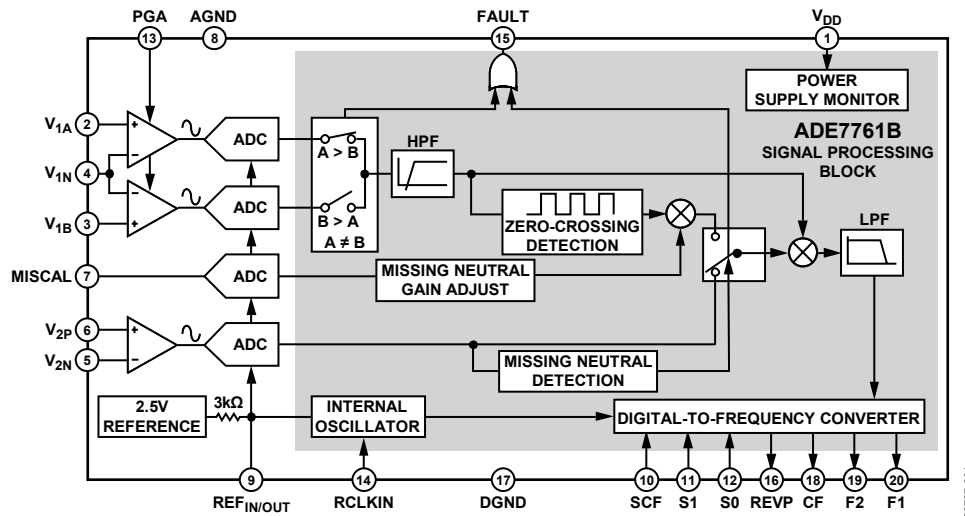 PGA
AGND
FAULT
VDD
13
8
15
1
POWER
SUPPLY MONITOR
ADE7761B
SIGNAL PROCESSING
BLOCK
V1A
2
+
–
ADC
A > B
HPF
V1N
4
–
+
ADC
B > A
A ≠ B
V1B
3
ZERO-CROSSING
DETECTION
LPF
MISCAL
7
ADC
MISSING NEUTRAL
GAIN ADJUST
V2P
6
+
–
ADC
V2N
5
MISSING NEUTRAL
DETECTION
2.5V
REFERENCE
3kΩ
INTERNAL
OSCILLATOR
DIGITAL-TO-FREQUENCY CONVERTER
9
14
17
10
11
12
16
18
19
20
REFIN/OUT
RCLKIN
DGND
SCF
S1
S0
REVP
CF
F2
F1